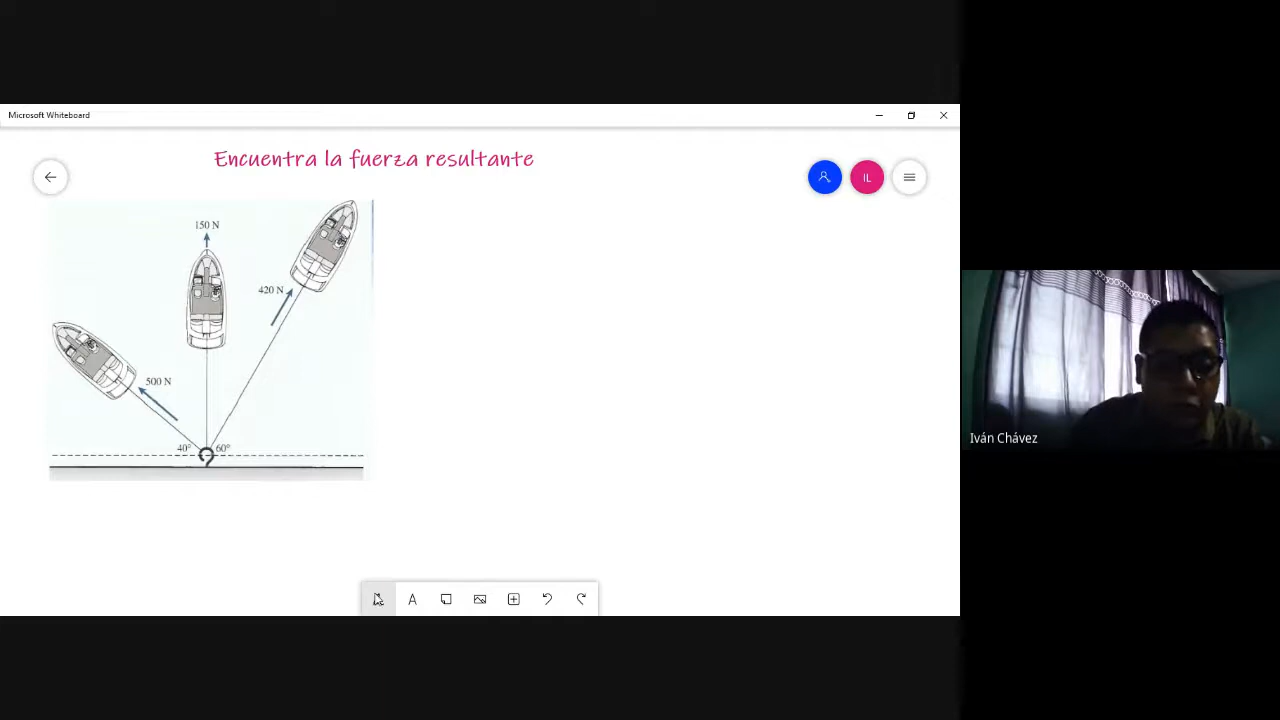 Microsoft Whiteboard
Encuentra la fuerza resultante
IL
150 N
420 N
500 N
40°
60°
Iván Chávez
A